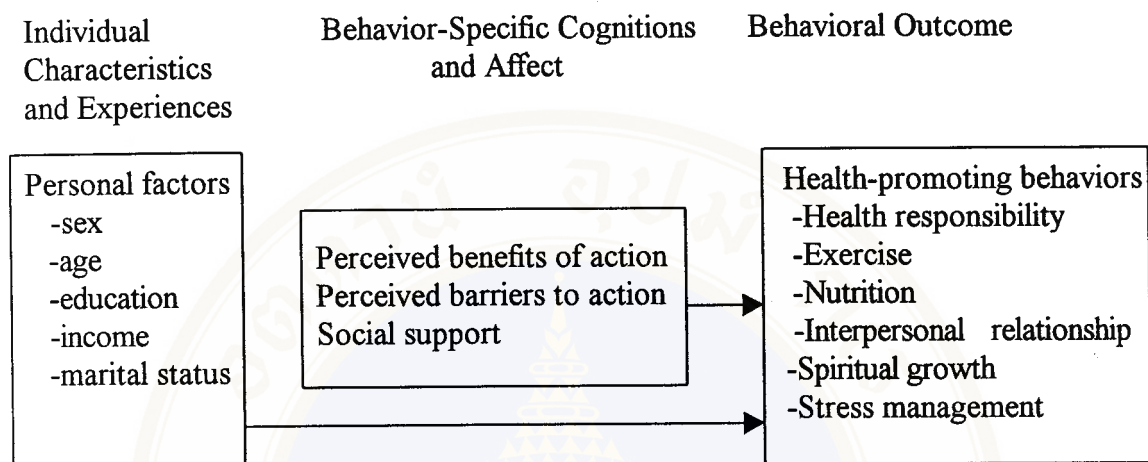 Individual
Characteristics
and Experiences
Behavior-Specific Cognitions
and Affect
Behavioral Outcome
Personal factors
-sex
-age
-education
-income
-marital status
Perceived benefits of action
Perceived barriers to action
Social support
Health-promoting behaviors
-Health responsibility
-Exercise
-Nutrition
-Interpersonal relationship
-Spiritual growth
-Stress management